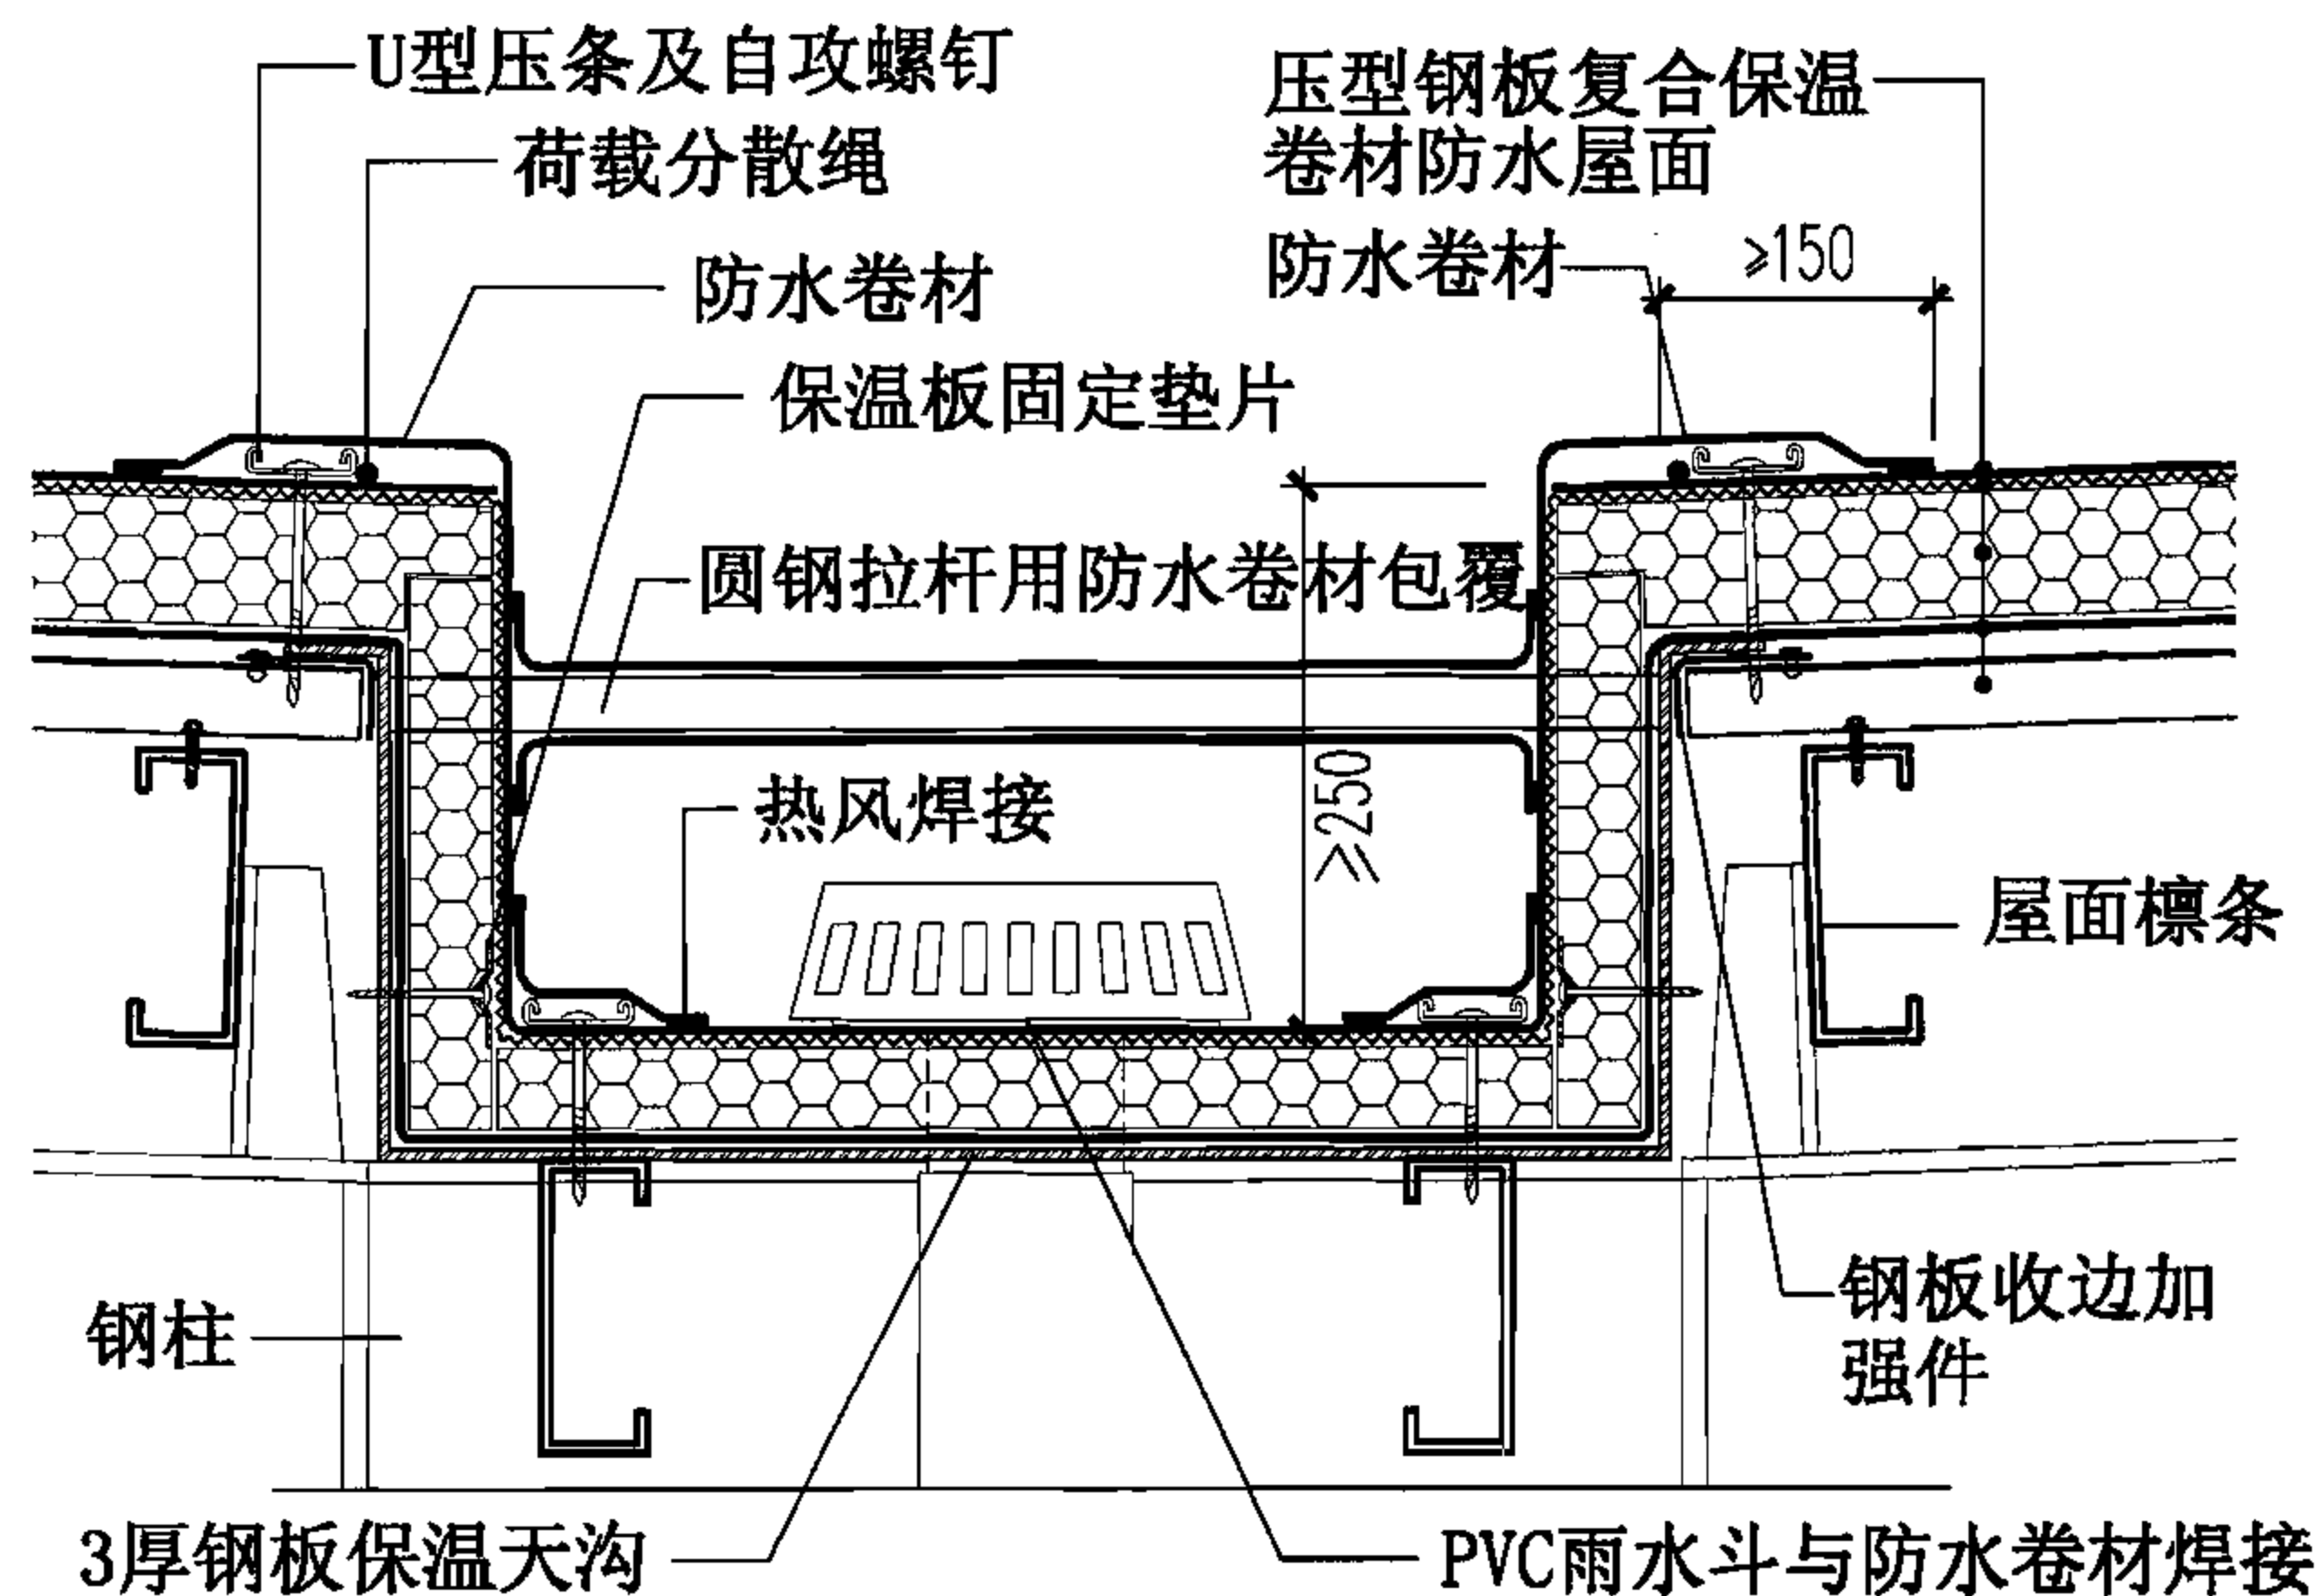 U型压条及自攻螺钉
荷载分散绳
防水卷材
保温板固定垫片
圆钢拉杆用防水卷材包覆
热风焊接
压型钢板复合保温
卷材防水屋面
防水卷材
≥150
≥250
屋面檩条
钢板收边加
强件
钢柱
3厚钢板保温天沟
PVC雨水斗与防水卷材焊接